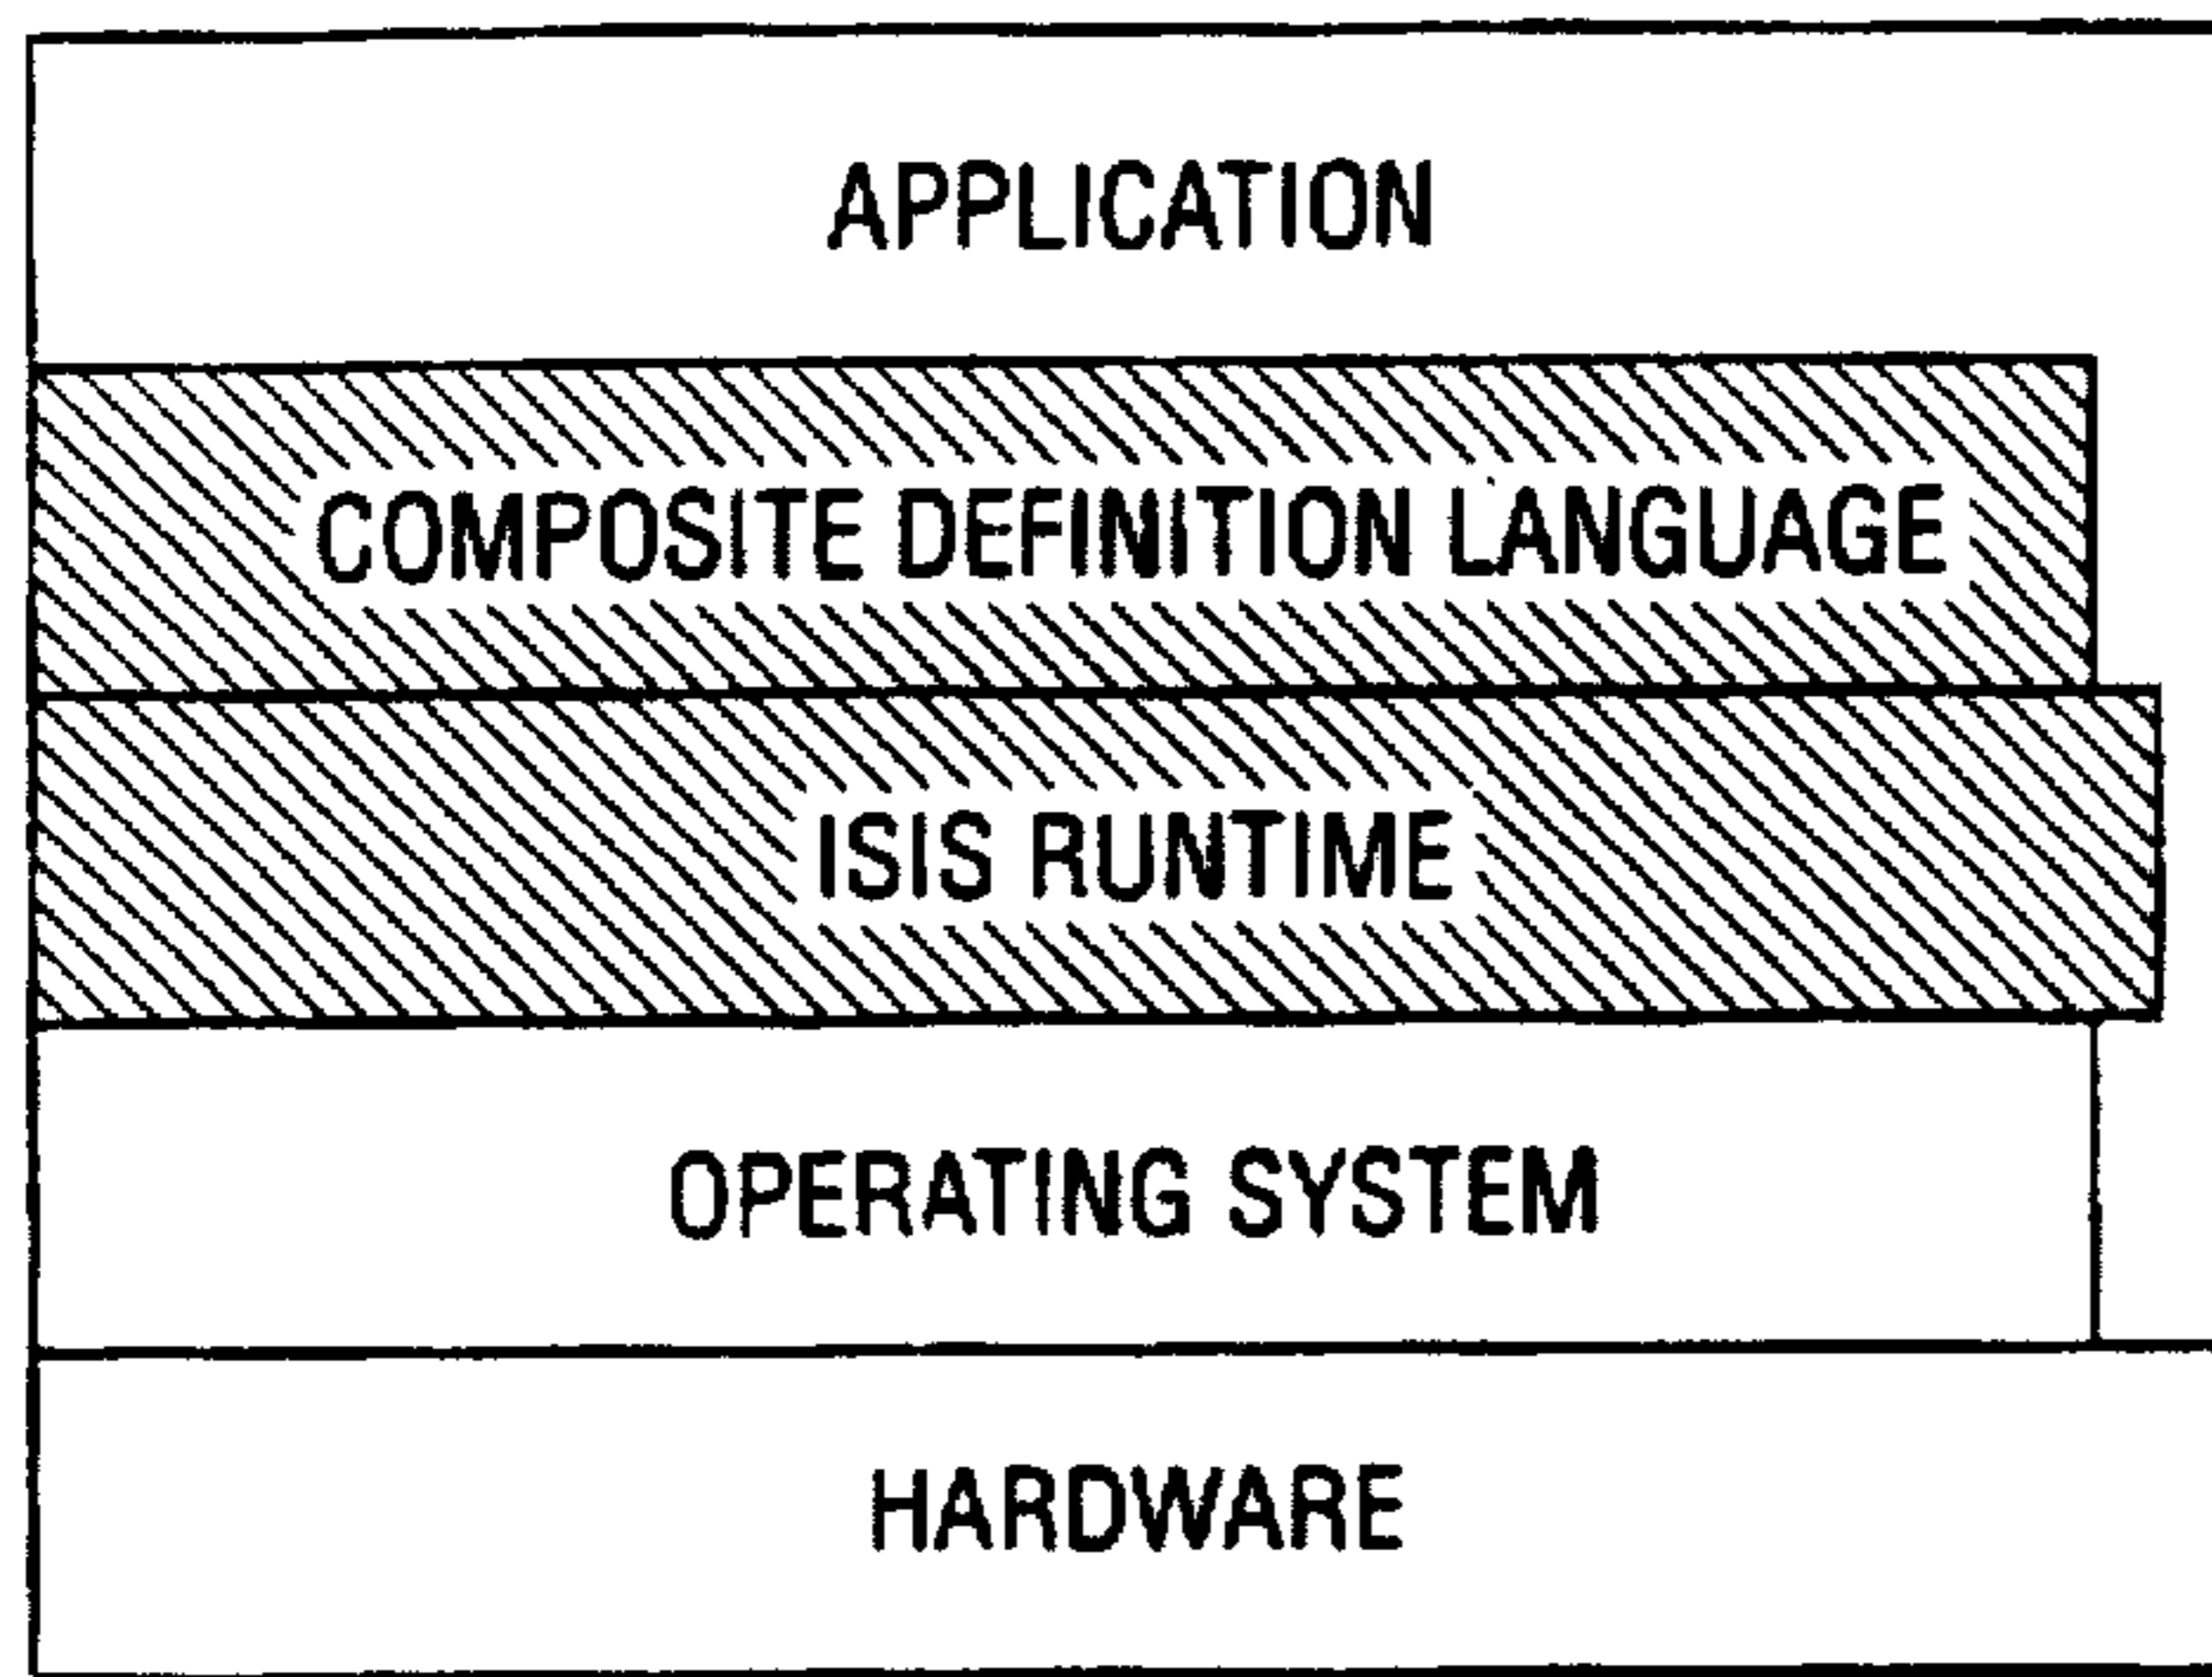 APPLICATION
COMPOSITE DEFINITION LANGUAGE
ISIS RUNTIME
OPERATING SYSTEM
HARDWARE